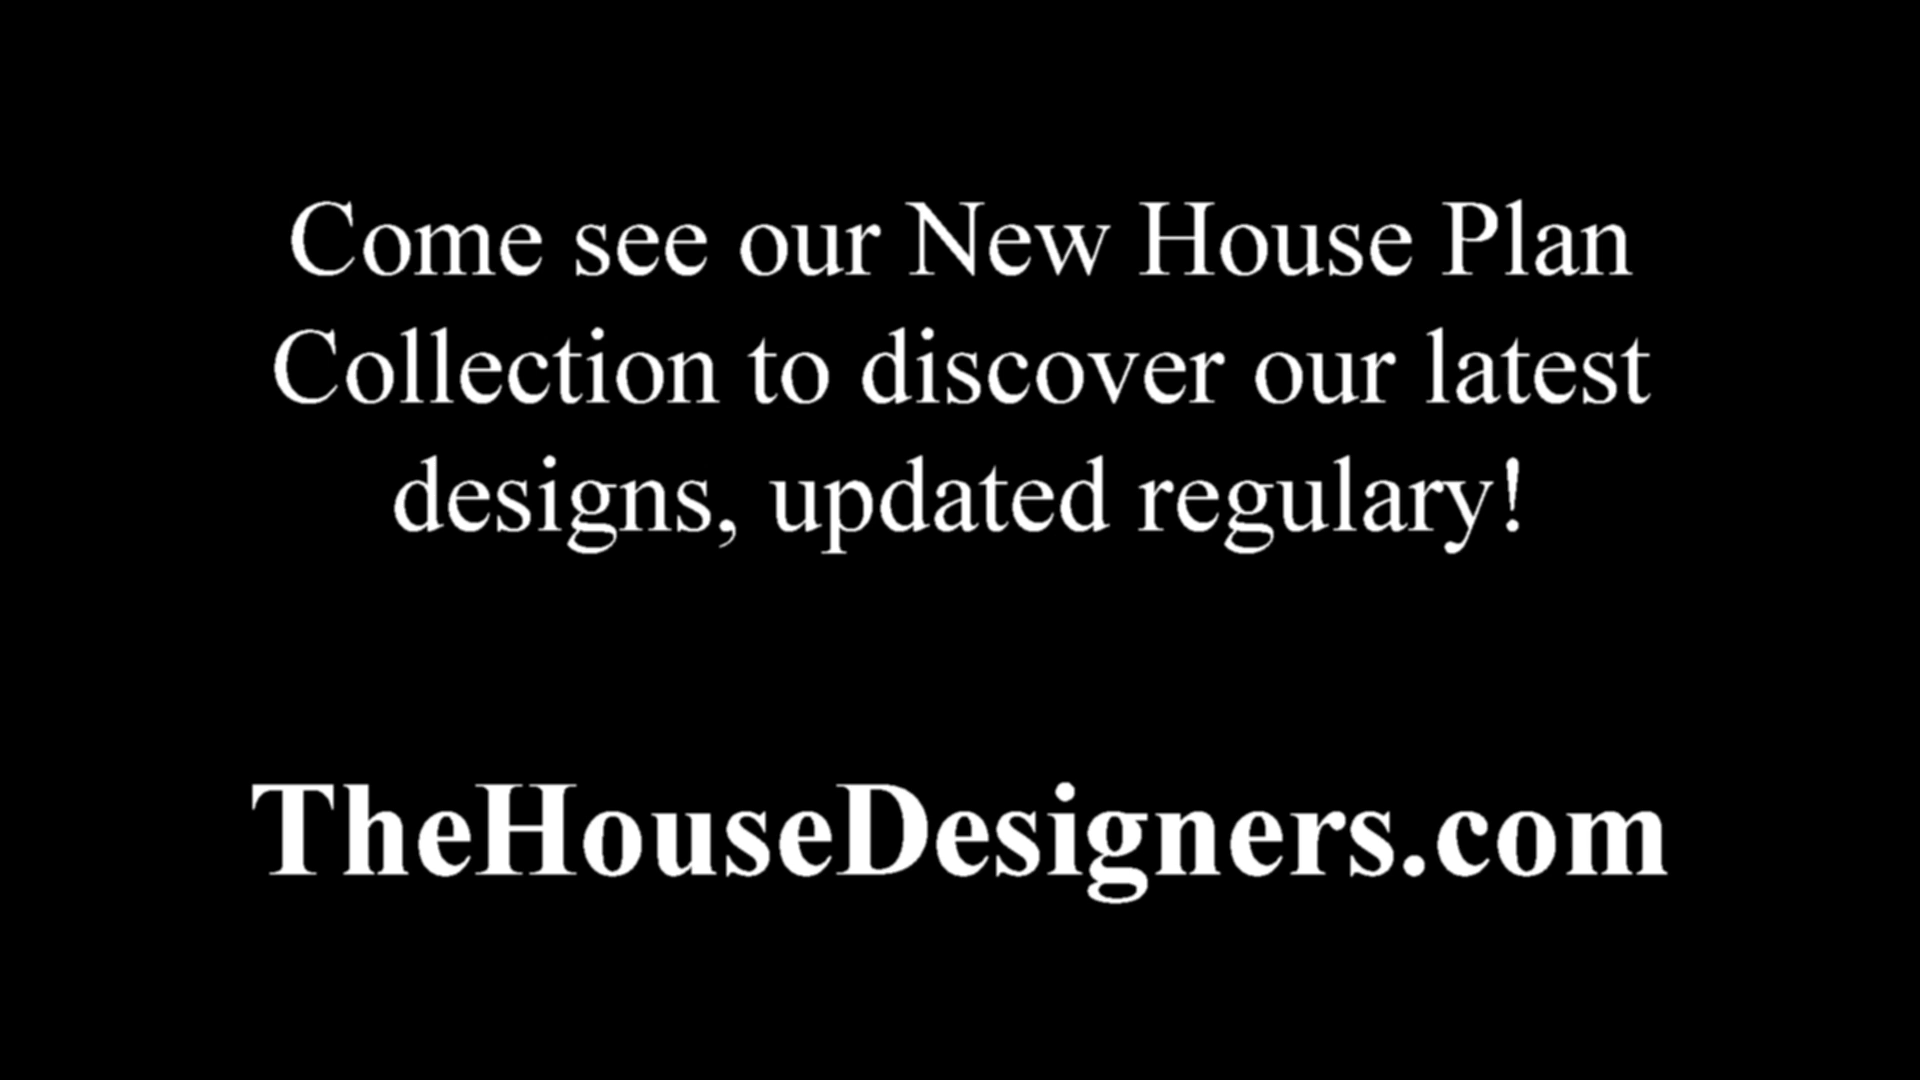 Come see our New House Plan
Collection to discover our latest
designs, updated regulary!
TheHouseDesigners.com